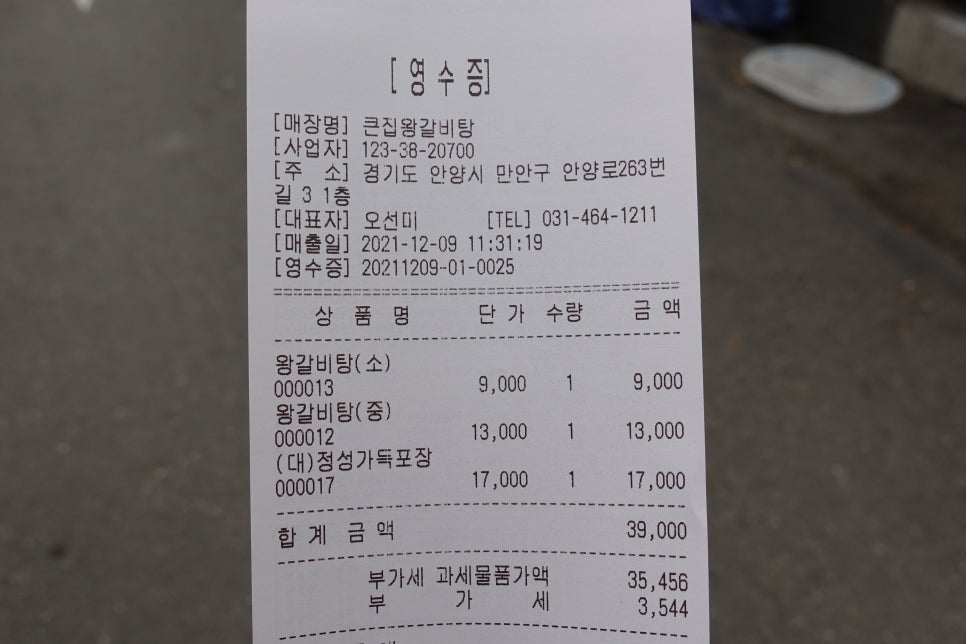 [영수증]
[매장명] 큰집왕갈비탕
[사업자] 123-38-20700
[주 소] 경기도 안양시 만안구 안양로263번
길 3 1층
[대표자] 오선미 [TEL] 031-464-1211
[매출일] 2021-12-09 11:31:19
[영수증] 20211209-01-0025
상 품 명 단 가 수량 금 액
왕갈비탕(소)
000013 9,000 1 9,000
왕갈비탕(중)
000012 13,000 1 13,000
(대)정성가득포장
000017 17,000 1 17,000
합 계 금 액 39,000
부가세 과세물품가액 35,456
부 가 세 3,544